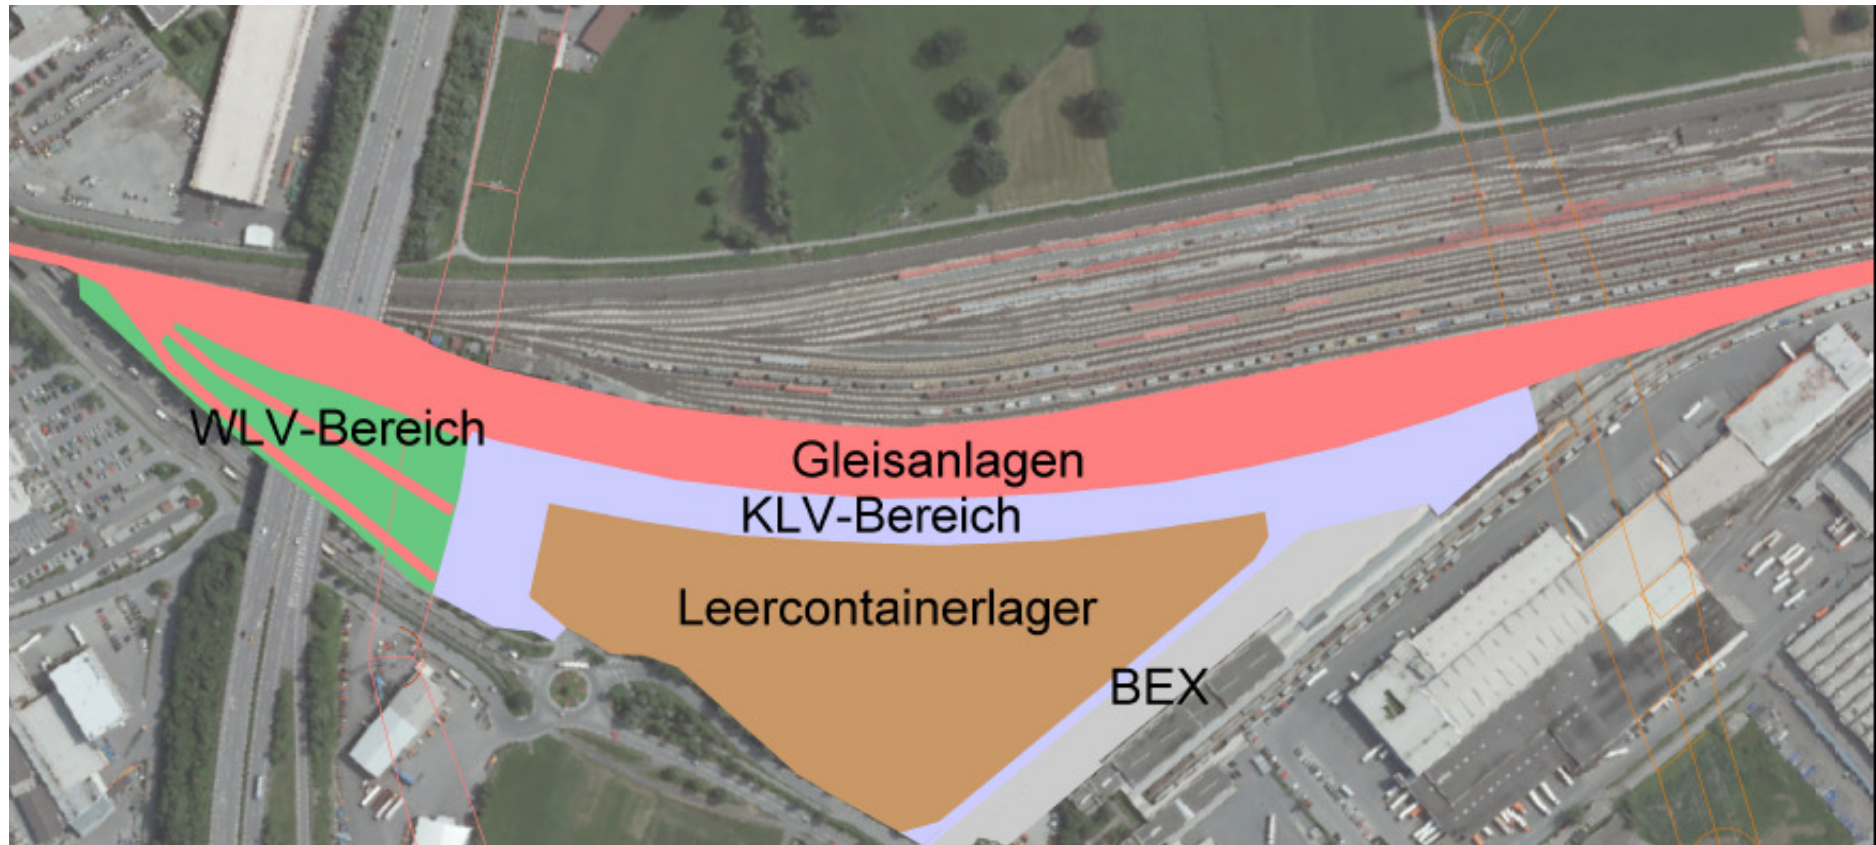 WLV-Bereich
Gleisanlagen
KLV-Bereich
Leercontainerlager
BEX